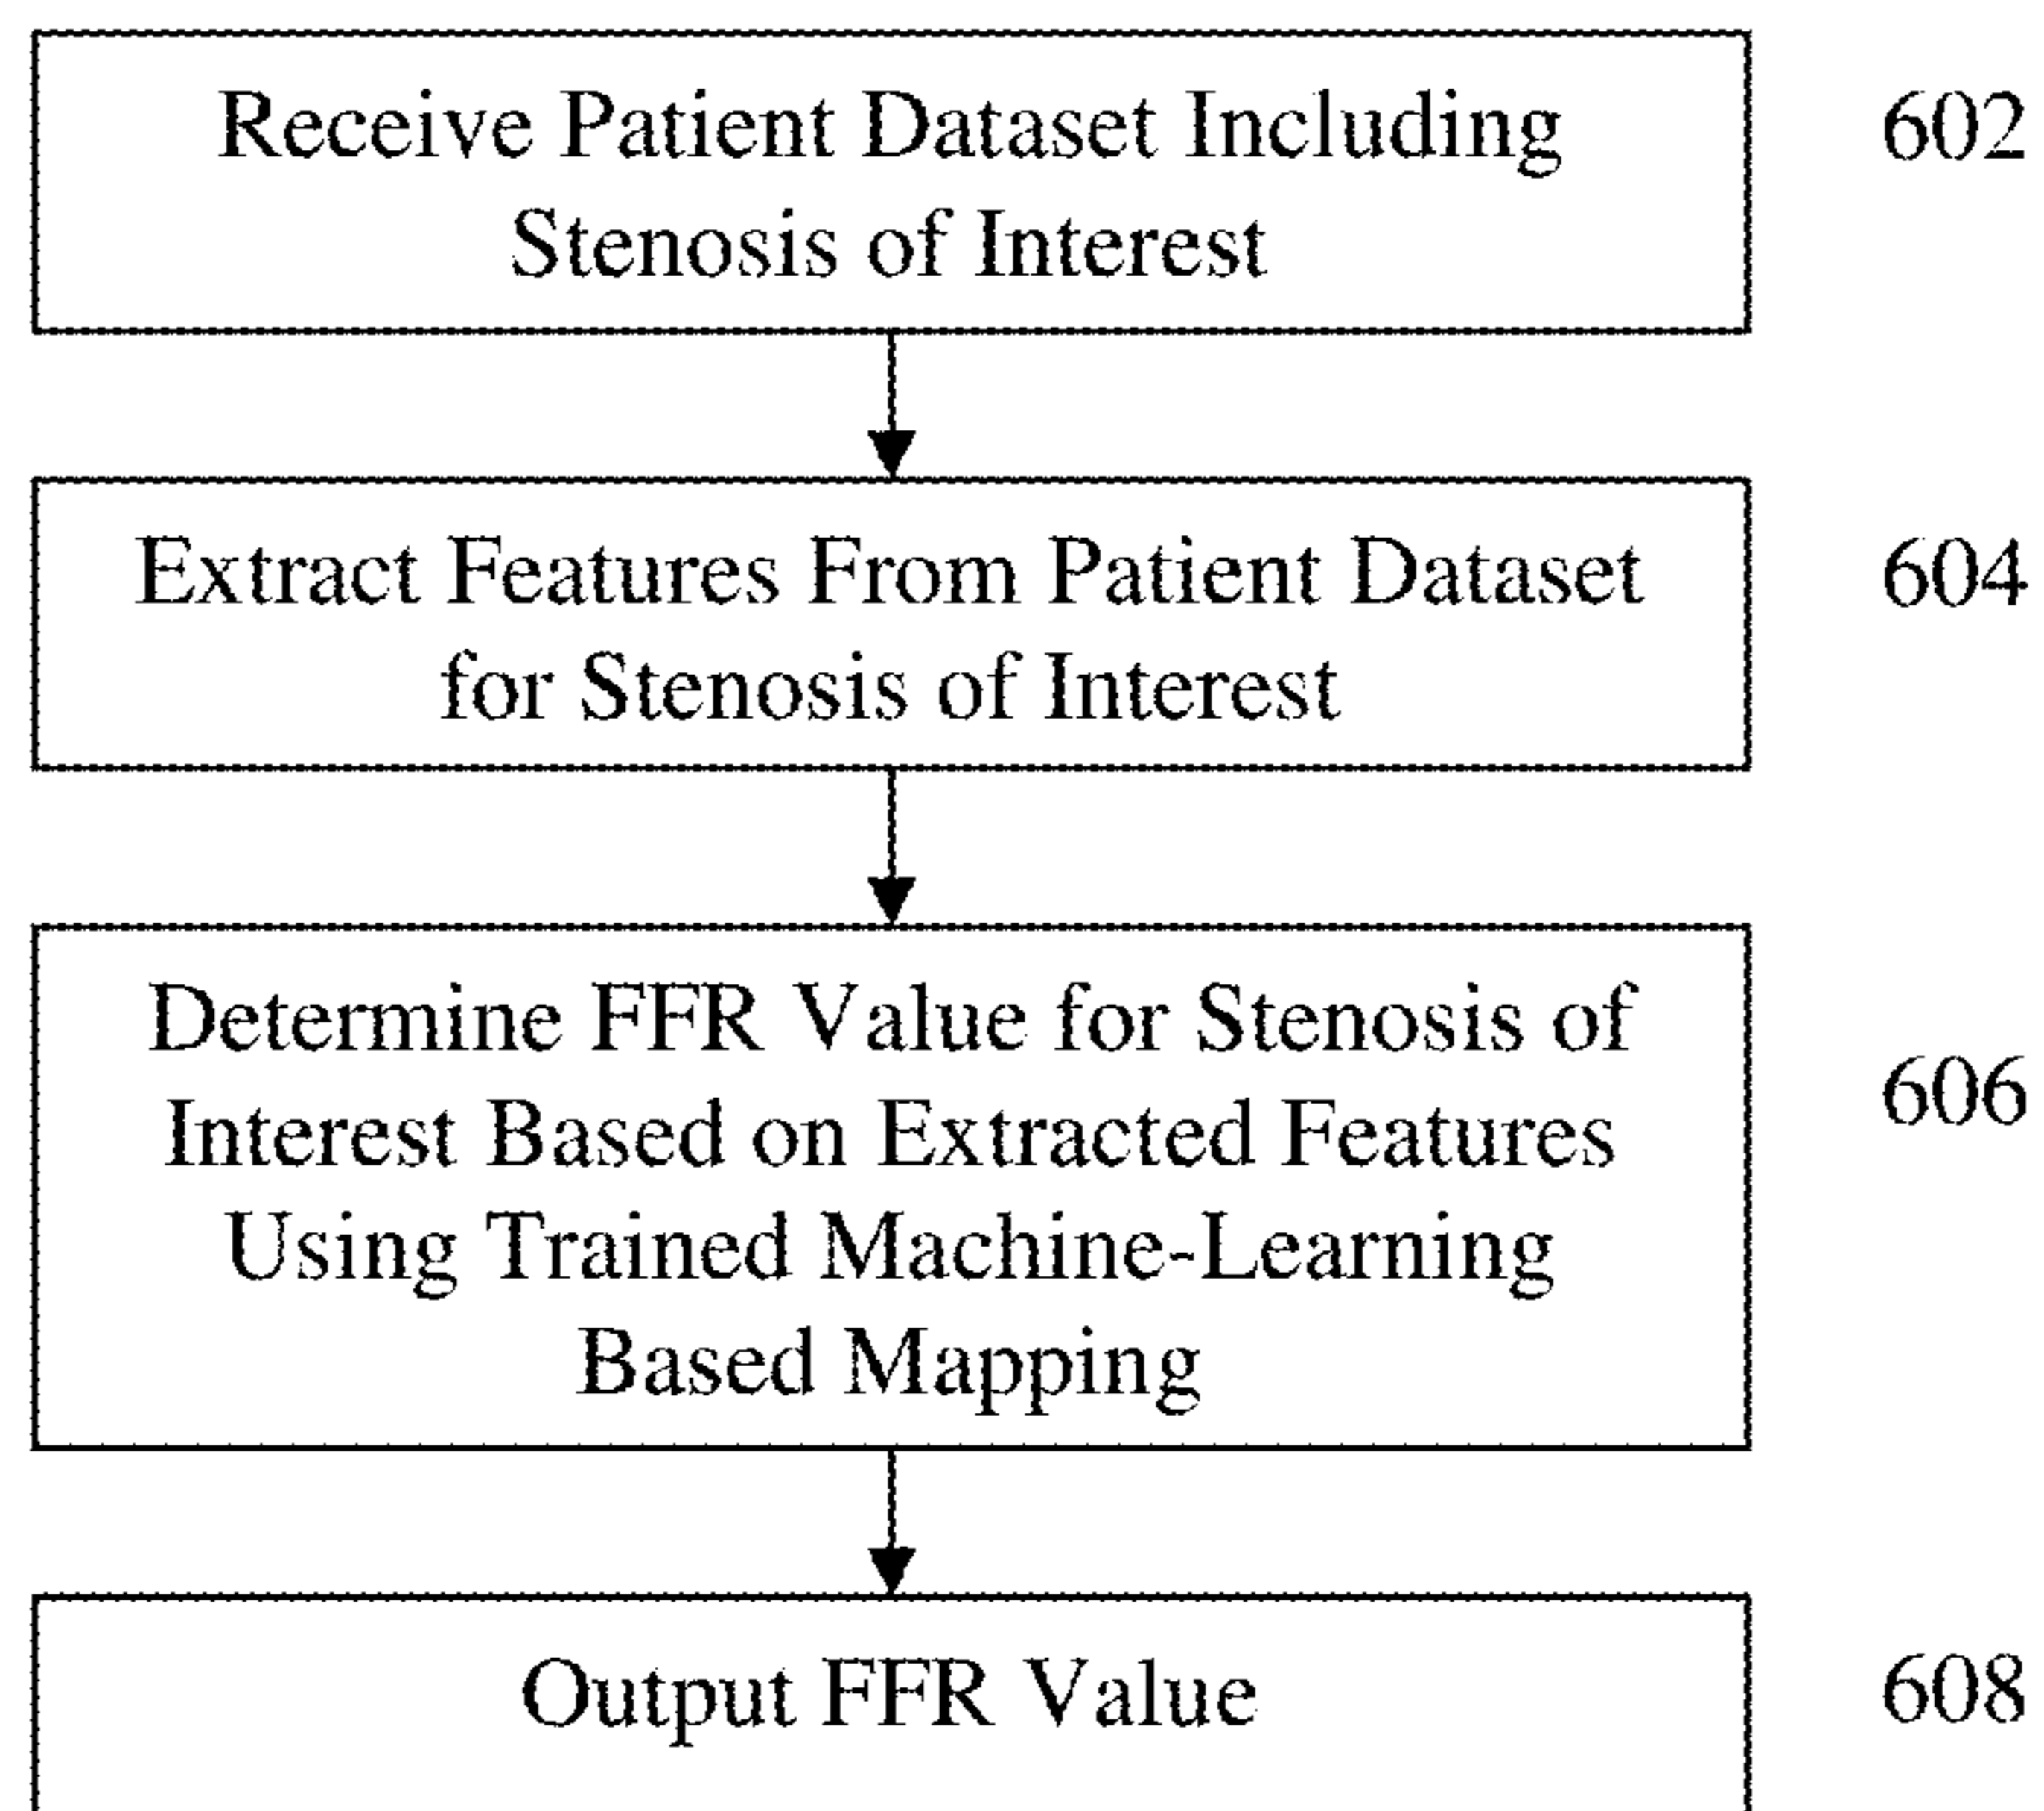 Receive Patient Dataset Including
Stenosis of Interest
602
Extract Features From Patient Dataset
for Stenosis of Interest
604
Determine FFR Value for Stenosis of
Interest Based on Extracted Features
Using Trained Machine-Learning
Based Mapping
606
Output FFR Value
608